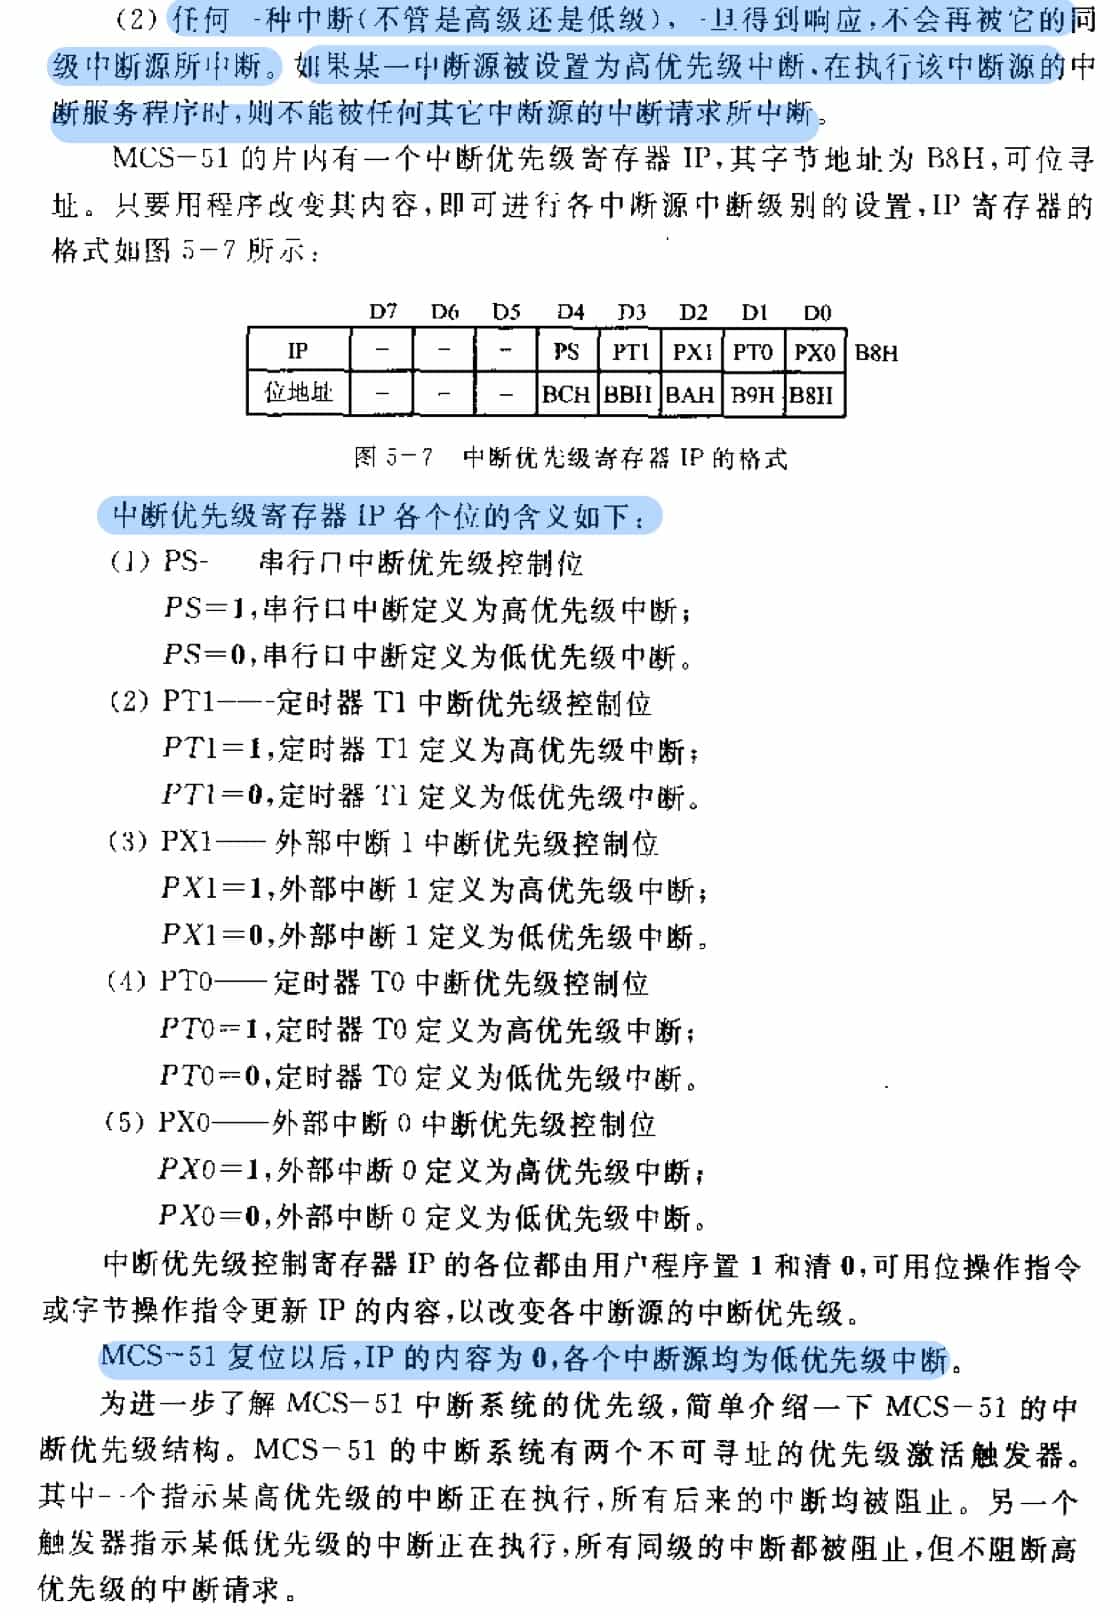 (2) 任何一种中断(不管是高级还是低级)，一旦得到响应,不会再被它的同
级中断源所中断。如果某一中断源被设置为高优先级中断、在执行该中断源的中
断服务程序时,则不能被任何其它中断源的中断请求所中断。
MCS-51 的片内有一个中断优先级寄存器 IP,其字节地址为 B8H,可位寻
址。只要用程序改变其内容,即可进行各中断源中断级别的设置,IP 寄存器的
格式如图 5-7 所示:
D7 D6 D5 D4 D3 D2 D1 D0
IP - - - PS PT1 PX1 PT0 PX0 B8H
位地址 - - - BCH BBH BAH B9H B8H
图 5-7 中断优先级寄存器 IP 的格式
中断优先级寄存器 IP 各个位的含义如下:
(1) PS- 串行口中断优先级控制位
PS=1,串行口中断定义为高优先级中断;
PS=0,串行口中断定义为低优先级中断。
(2) PT1——定时器 T1 中断优先级控制位
PT1=1,定时器 T1 定义为高优先级中断;
PT1=0,定时器 T1 定义为低优先级中断。
(3) PX1——外部中断 1 中断优先级控制位
PX1=1,外部中断 1 定义为高优先级中断;
PX1=0,外部中断 1 定义为低优先级中断。
(4) PT0——定时器 T0 中断优先级控制位
PT0=1,定时器 T0 定义为高优先级中断;
PT0=0,定时器 T0 定义为低优先级中断。
(5) PX0——外部中断 0 中断优先级控制位
PX0=1,外部中断 0 定义为高优先级中断;
PX0=0,外部中断 0 定义为低优先级中断。
中断优先级控制寄存器 IP 的各位都由用户程序置 1 和清 0,可用位操作指令
或字节操作指令更新 IP 的内容,以改变各中断源的中断优先级。
MCS-51 复位以后,IP 的内容为 0,各个中断源均为低优先级中断。
为进一步了解 MCS-51 中断系统的优先级,简单介绍一下 MCS-51 的中
断优先级结构。MCS-51 的中断系统有两个不可寻址的优先级激活触发器。
其中一个指示某高优先级的中断正在执行,所有后来的中断均被阻止。另一个
触发器指示某低优先级的中断正在执行,所有同级的中断都被阻止,但不阻断高
优先级的中断请求。